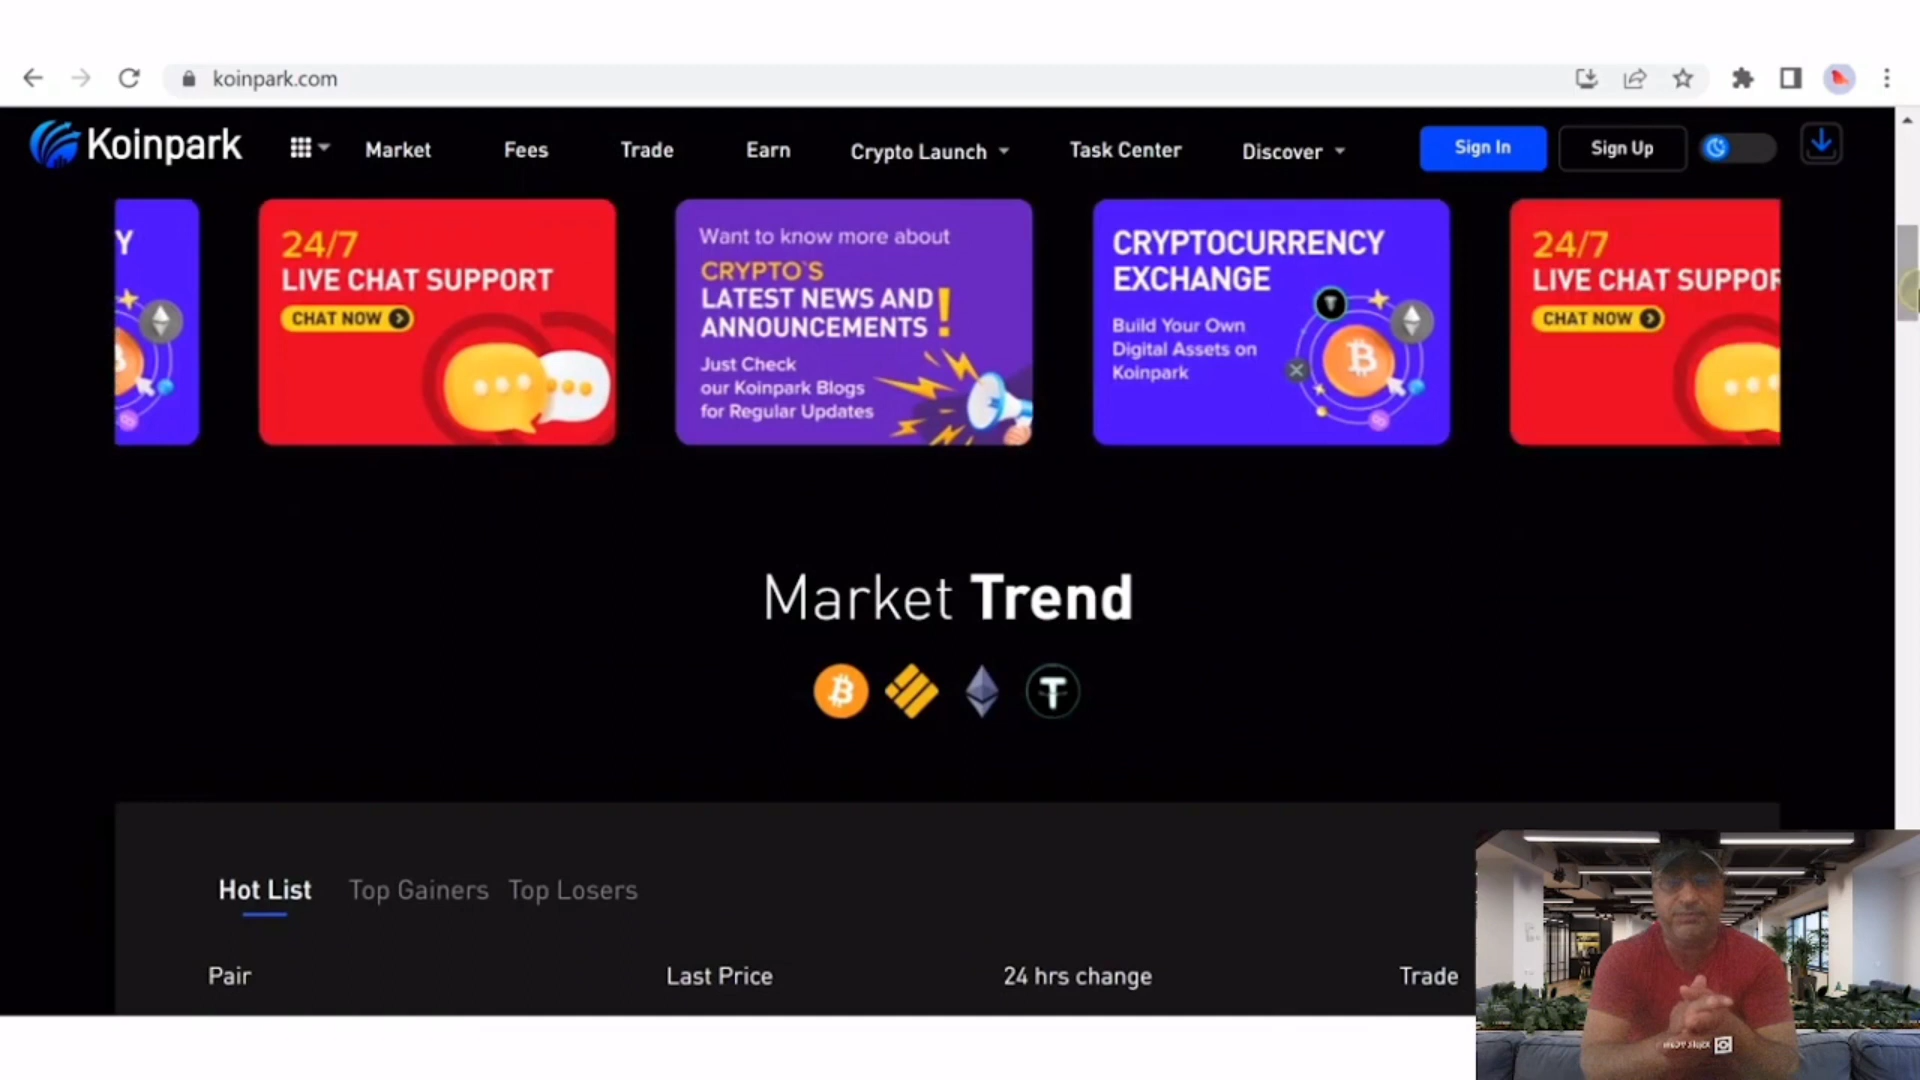 koinpark.com
Koinpark
Market
Fees
Trade
Earn
Crypto Launch
Task Center
Discover
Sign In
Sign Up
Y
24/7
LIVE CHAT SUPPORT
CHAT NOW
Want to know more about
CRYPTO`S
LATEST NEWS AND
ANNOUNCEMENTS !
Just Check
our Koinpark Blogs
for Regular Updates
CRYPTOCURRENCY
EXCHANGE
Build Your Own
Digital Assets on
Koinpark
24/7
LIVE CHAT SUPPOR
CHAT NOW
Market Trend
Hot List
Top Gainers
Top Losers
Pair
Last Price
24 hrs change
Trade